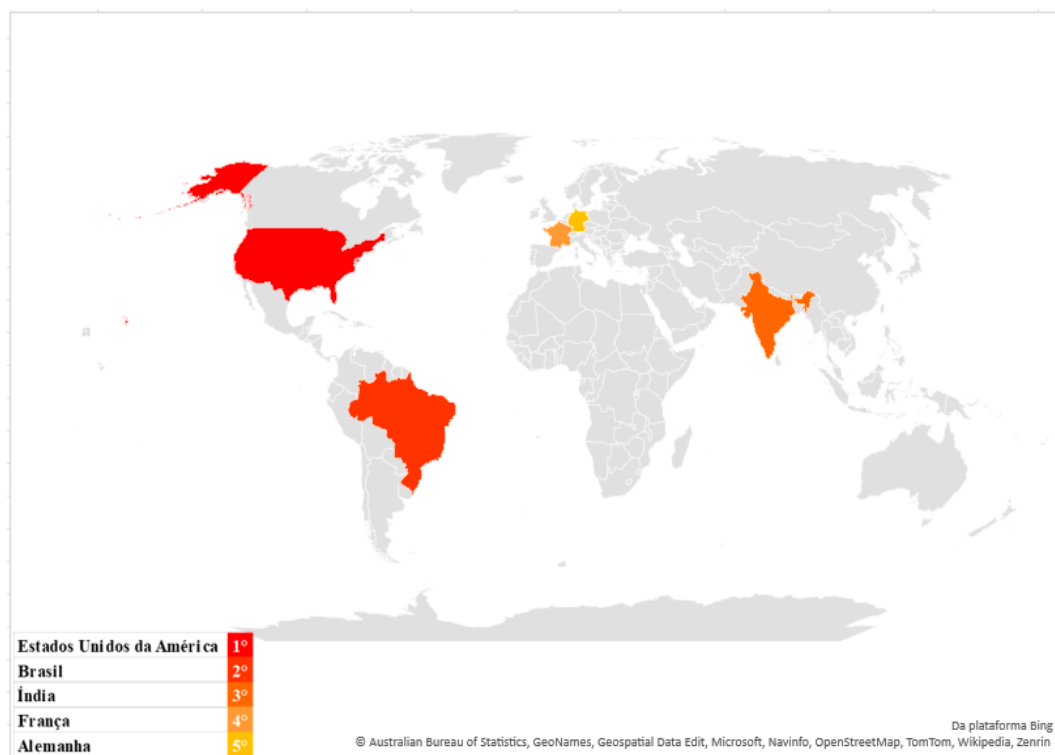 Estados Unidos da América 1°
Brasil 2°
Índia 3°
França 4°
Alemanha 5°
Da plataforma Bing
© Australian Bureau of Statistics, GeoNames, Geospatial Data Edit, Microsoft, Navinfo, OpenStreetMap, TomTom, Wikipedia, Zenrin